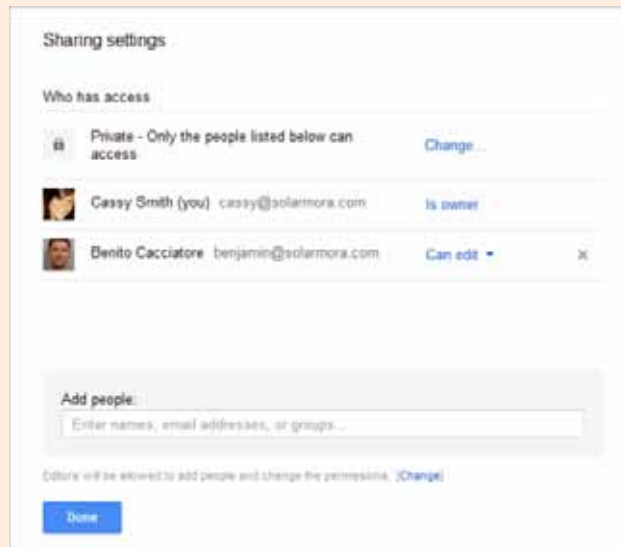 Sharing settings
Who has access
Private - Only the people listed below can
access
Change...
Cassy Smith (you) cassy@solarmora.com Is owner
Benito Cacciatore benjamin@solarmora.com Can edit
Add people:
Enter names, email addresses, or groups...
Editors will be allowed to add people and change the permissions. [Change]
Done